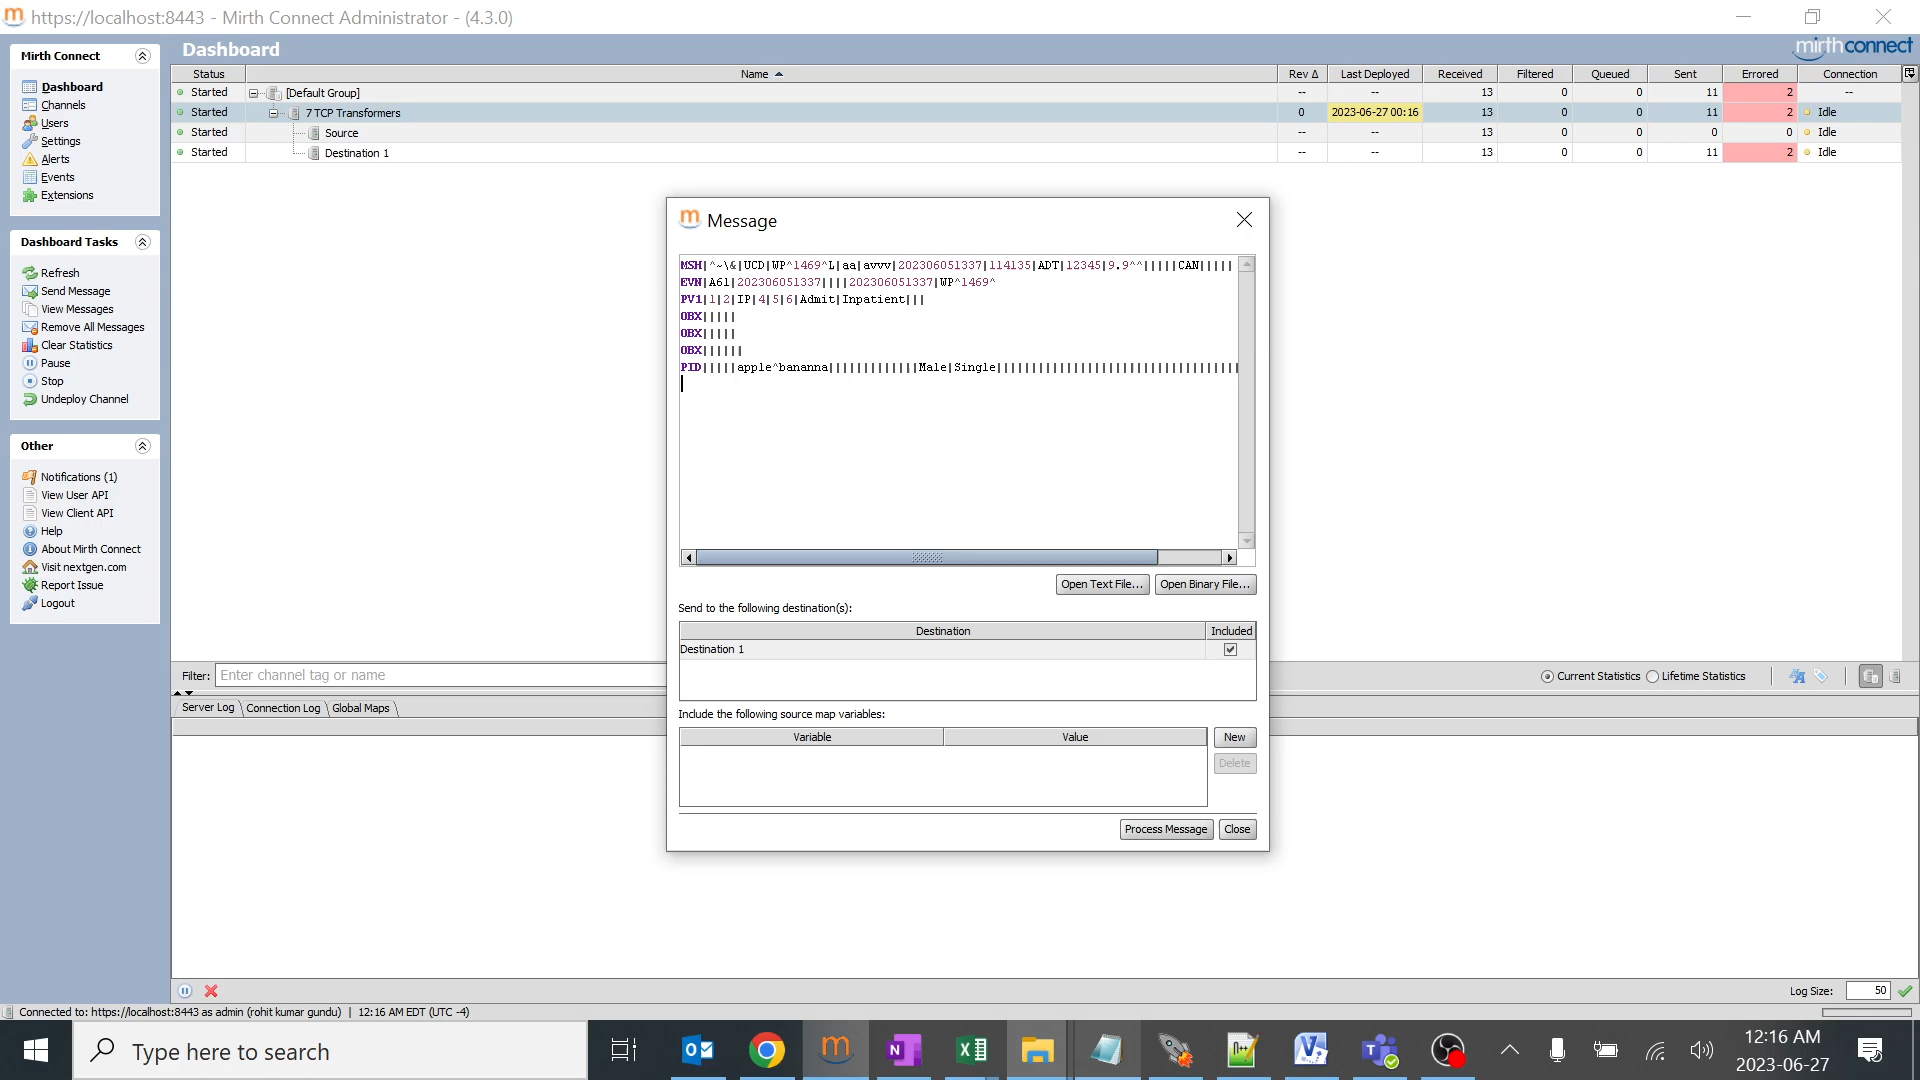 https://localhost:8443 - Mirth Connect Administrator - (4.3.0)
Mirth Connect
Dashboard
Channels
Users
Settings
Alerts
Events
Extensions
Dashboard Tasks
Refresh
Send Message
View Messages
Remove All Messages
Clear Statistics
Pause
Stop
Undeploy Channel
Other
Notifications (1)
View User API
View Client API
Help
About Mirth Connect
Visit nextgen.com
Report Issue
Logout
Dashboard
mirthconnect
Status Name Rev Δ Last Deployed Received Filtered Queued Sent Errored Connection
Started [Default Group] -- -- 13 0 0 11 2 --
Started 7 TCP Transformers 0 2023-06-27 00:16 13 0 0 11 2 Idle
Started Source -- -- 13 0 0 0 0 Idle
Started Destination 1 -- -- 13 0 0 11 2 Idle
Message
MSH|^~\&|UCD|WP^1469^L|aa|avvv|202306051337|114135|ADT|12345|9.9^^|||||CAN|||||
EVN|A61|202306051337||||202306051337|WP^1469^
PV1|1|2|IP|4|5|6|Admit|Inpatient|||
OBX|||||
OBX|||||
OBX||||||
PID|||||apple^bananna|||||||||||||Male|Single|||||||||||||||||||||||||||||||||||
Open Text File...
Open Binary File...
Send to the following destination(s):
Destination Included
Destination 1
Include the following source map variables:
Variable Value
New
Delete
Process Message
Close
Filter: Enter channel tag or name
Current Statistics
Lifetime Statistics
Server Log
Connection Log
Global Maps
Log Size: 50
Connected to: https://localhost:8443 as admin (rohit kumar gundu) | 12:16 AM EDT (UTC -4)
Type here to search
12:16 AM
2023-06-27